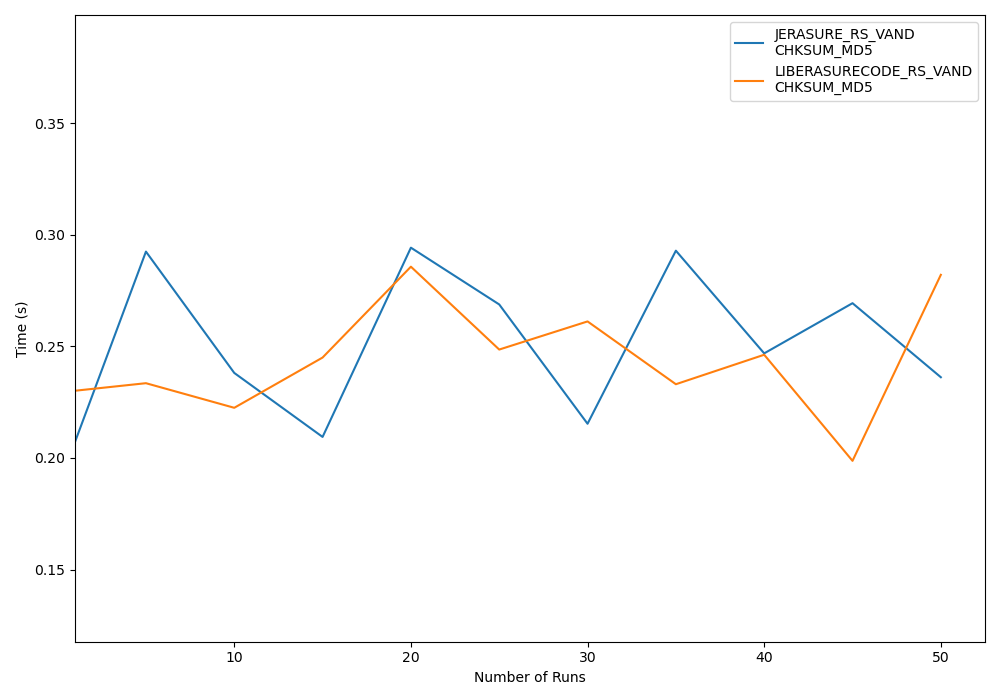 JERASURE_RS_VAND
CHKSUM_MD5
LIBERASURECODE_RS_VAND
CHKSUM_MD5
0.35
0.30
0.25
0.20
0.15
Time (s)
10 20 30 40 50
Number of Runs